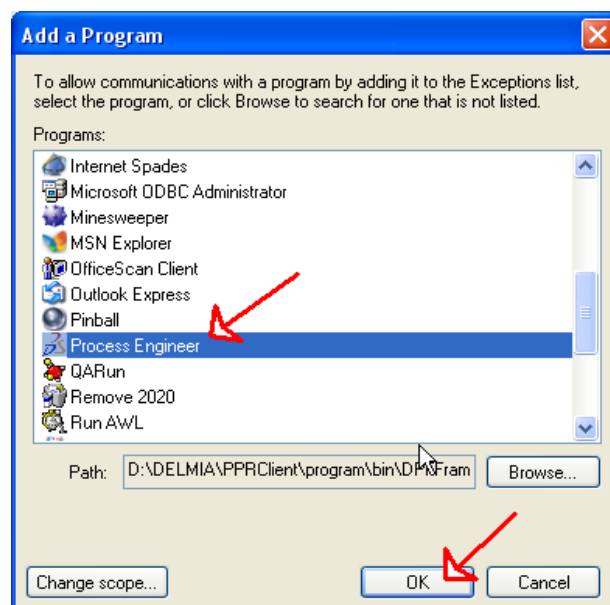 Add a Program
To allow communications with a program by adding it to the Exceptions list,
select the program, or click Browse to search for one that is not listed.
Programs:
Internet Spades
Microsoft ODBC Administrator
Minesweeper
MSN Explorer
OfficeScan Client
Outlook Express
Pinball
Process Engineer
QARun
Remove 2020
Run AWL
Path: D:\DELMIA\PPRClient\program\bin\ Browse...
Change scope... OK Cancel